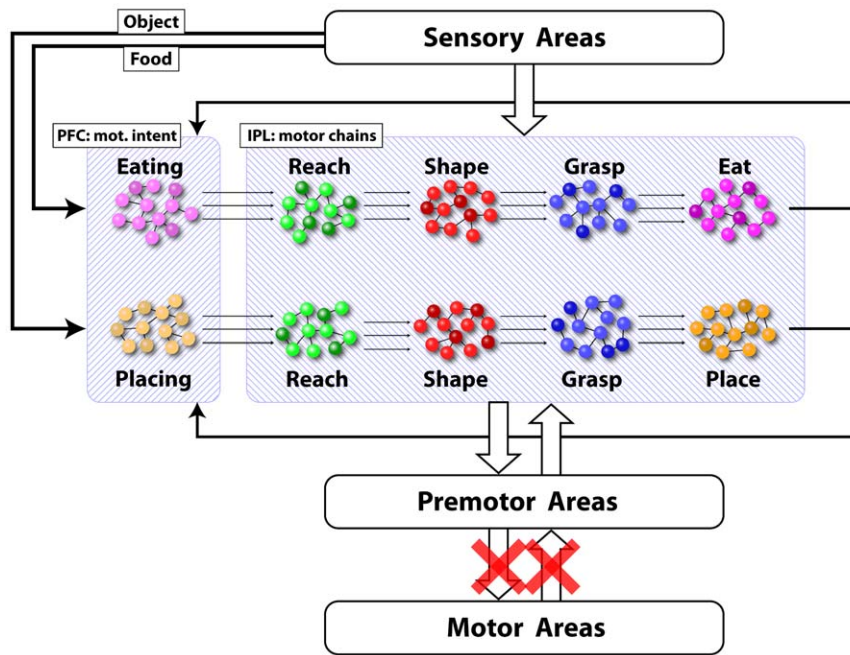 Object
Sensory Areas
Food
PFC: mot. intent
IPL: motor chains
Eating
Reach
Shape
Grasp
Eat
Placing
Reach
Shape
Grasp
Place
Premotor Areas
Motor Areas